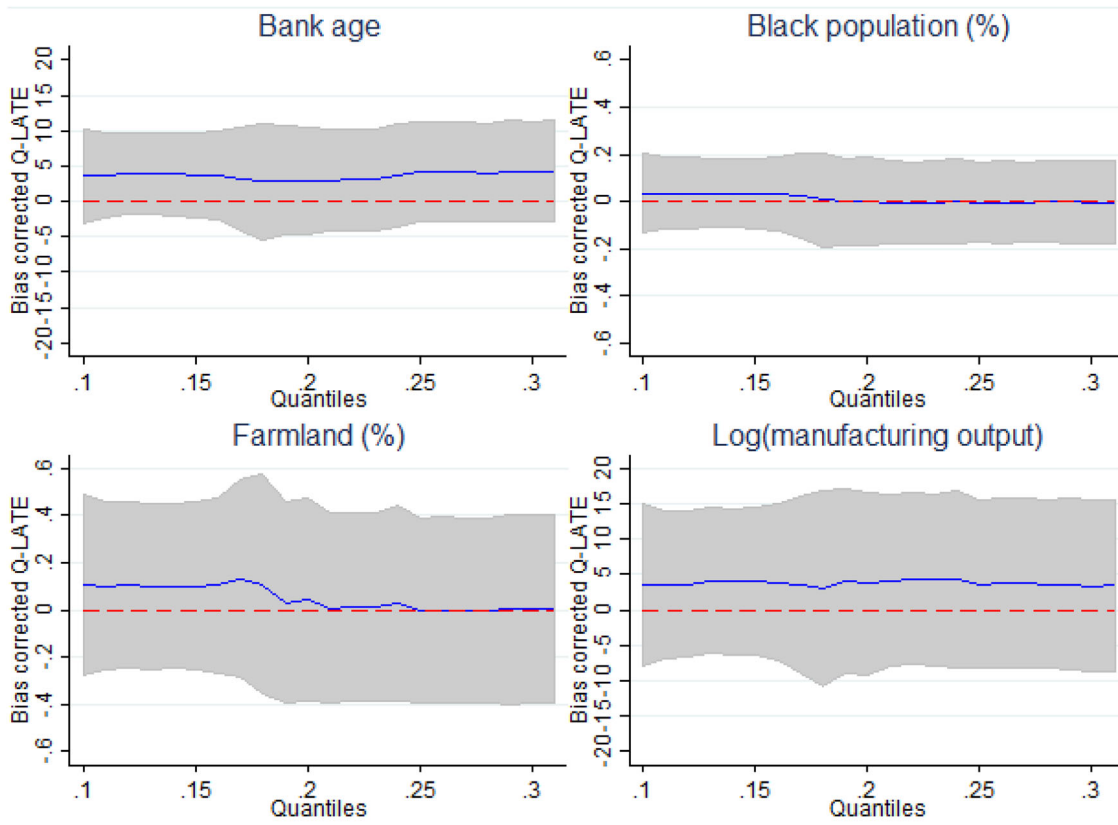 Bank age
Bias corrected Q-LATE
-20-15-10 -5 0 5 10 15 20
.1 .15 .2 .25 .3
Quantiles
Black population (%)
Bias corrected Q-LATE
-.6 -.4 -.2 0 .2 .4 .6
.1 .15 .2 .25 .3
Quantiles
Farmland (%)
Bias corrected Q-LATE
-.6 -.4 -.2 0 .2 .4 .6
.1 .15 .2 .25 .3
Quantiles
Log(manufacturing output)
Bias corrected Q-LATE
-20-15-10 -5 0 5 10 15 20
.1 .15 .2 .25 .3
Quantiles